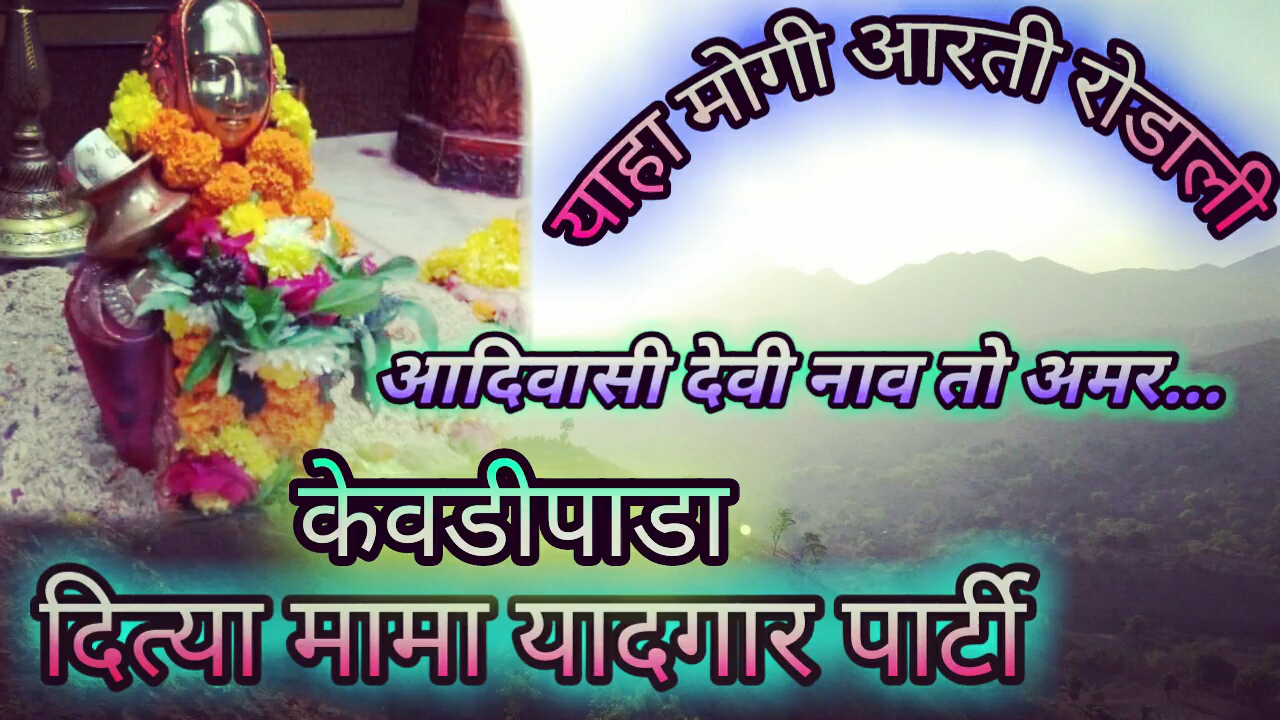 याहा मोगी आरती रोडाली
आदिवासी देवी नाव तो अमर...
केवडीपाडा
दित्या मामा यादगार पार्टी